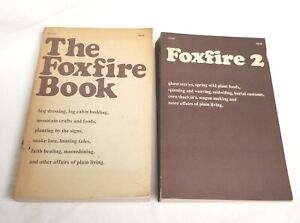 The
Foxfire
Book
hog dressing, log cabin building,
mountain crafts and foods,
planting by the signs,
snake lore, hunting tales,
faith healing, moonshining,
and other affairs of plain living.
Foxfire 2
ghost stories, spring wild plant foods,
spinning and weaving, midwifing, burial customs,
corn shuckin's, wagon making and
more affairs of plain living.